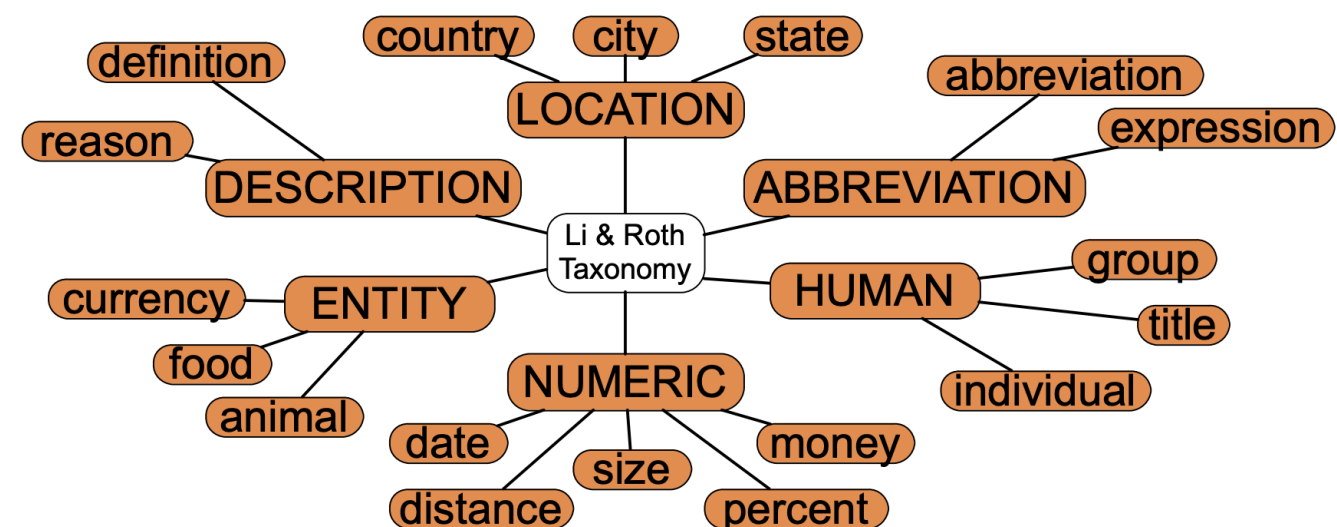 country
city
state
definition
abbreviation
LOCATION
expression
reason
DESCRIPTION
ABBREVIATION
Li & Roth
Taxonomy
group
currency
ENTITY
HUMAN
title
food
NUMERIC
individual
animal
date
money
size
distance
percent